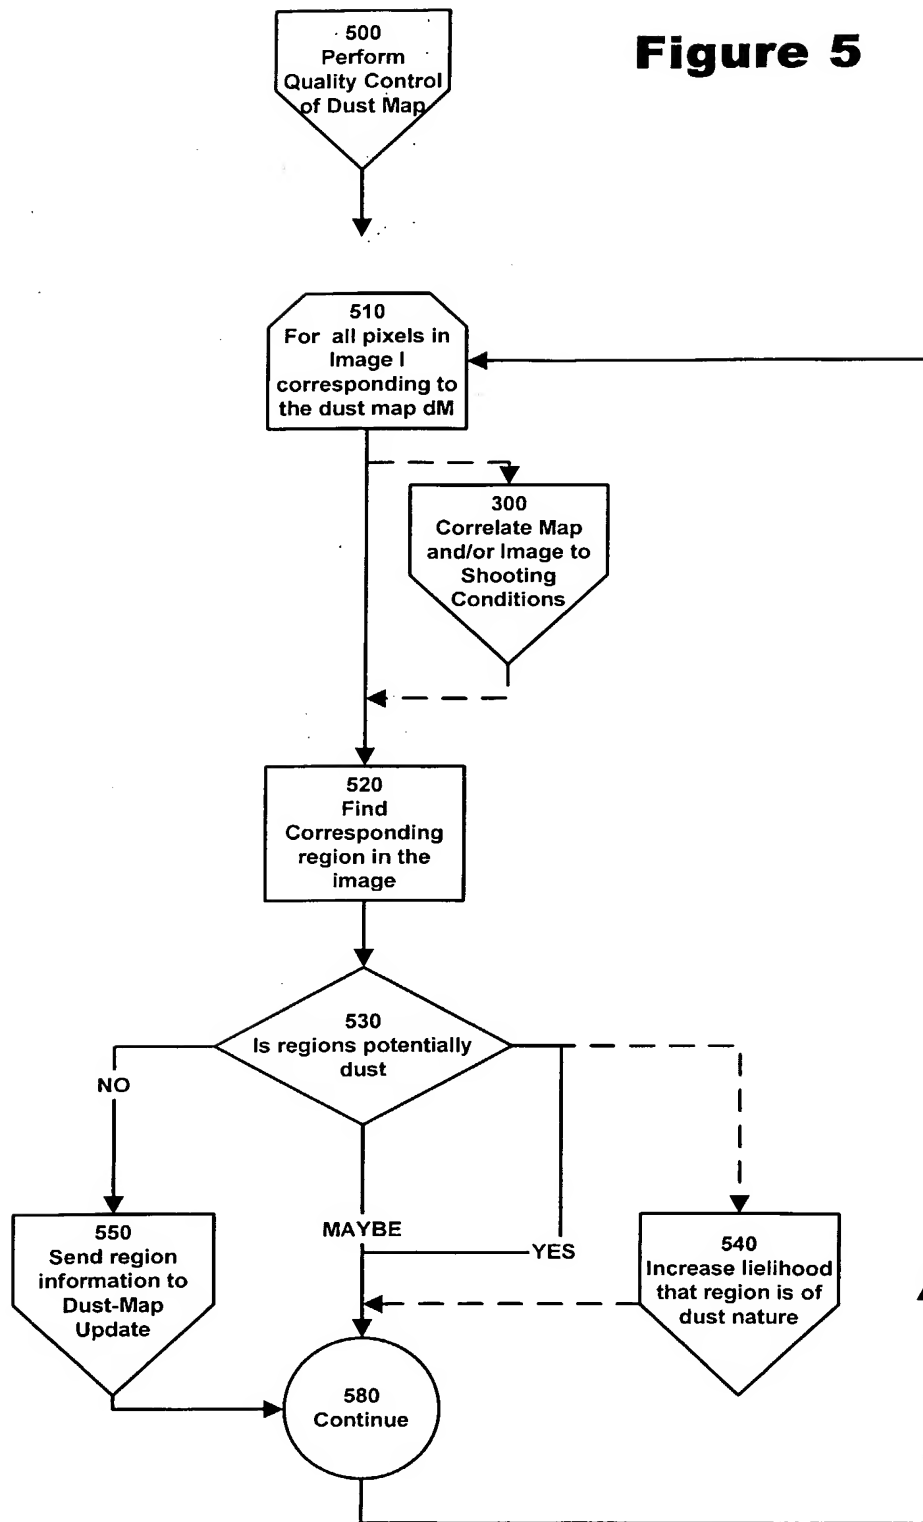 Figure 5
500
Perform
Quality Control
of Dust Map
510
For all pixels in
Image I
corresponding to
the dust map dM
300
Correlate Map
and/or Image to
Shooting
Conditions
520
Find
Corresponding
region in the
image
530
Is regions potentially
dust
NO
MAYBE
YES
550
Send region
information to
Dust-Map
Update
540
Increase lielihood
that region is of
dust nature
580
Continue